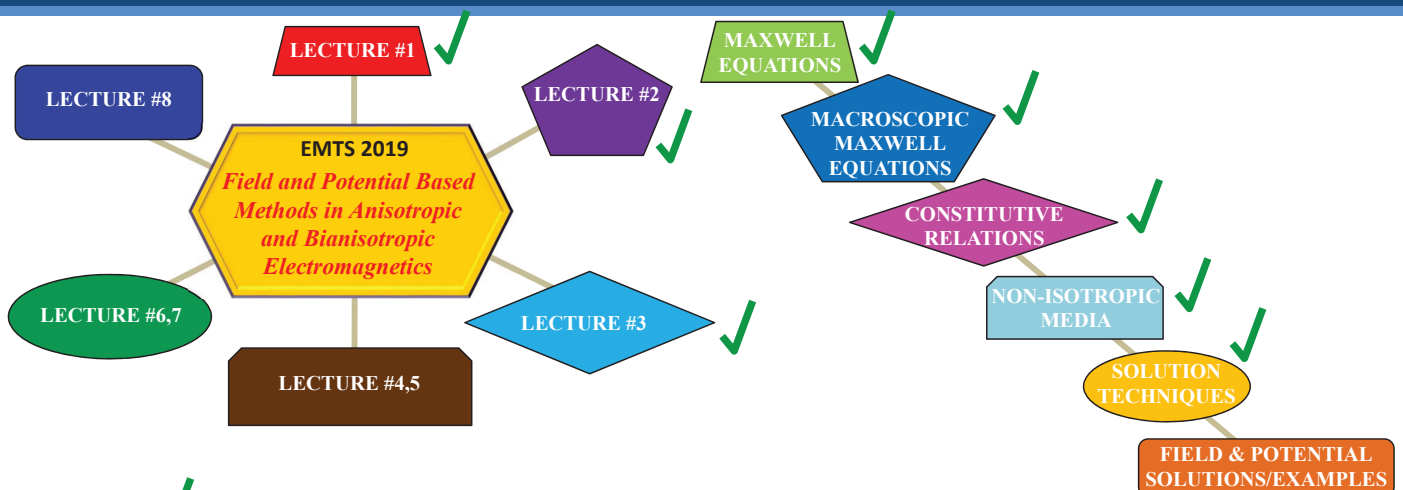 LECTURE #1
LECTURE #8
LECTURE #2
EMTS 2019
Field and Potential Based
Methods in Anisotropic
and Bianisotropic
Electromagnetics
LECTURE #6,7
LECTURE #3
LECTURE #4,5
MAXWELL
EQUATIONS
MACROSCOPIC
MAXWELL
EQUATIONS
CONSTITUTIVE
RELATIONS
NON-ISOTROPIC
MEDIA
SOLUTION
TECHNIQUES
FIELD & POTENTIAL
SOLUTIONS/EXAMPLES